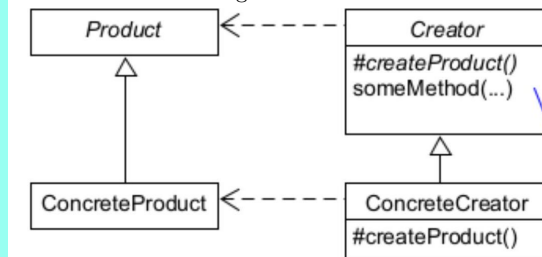 Product
Creator
#createProduct()
someMethod(...)
ConcreteProduct
ConcreteCreator
#createProduct()